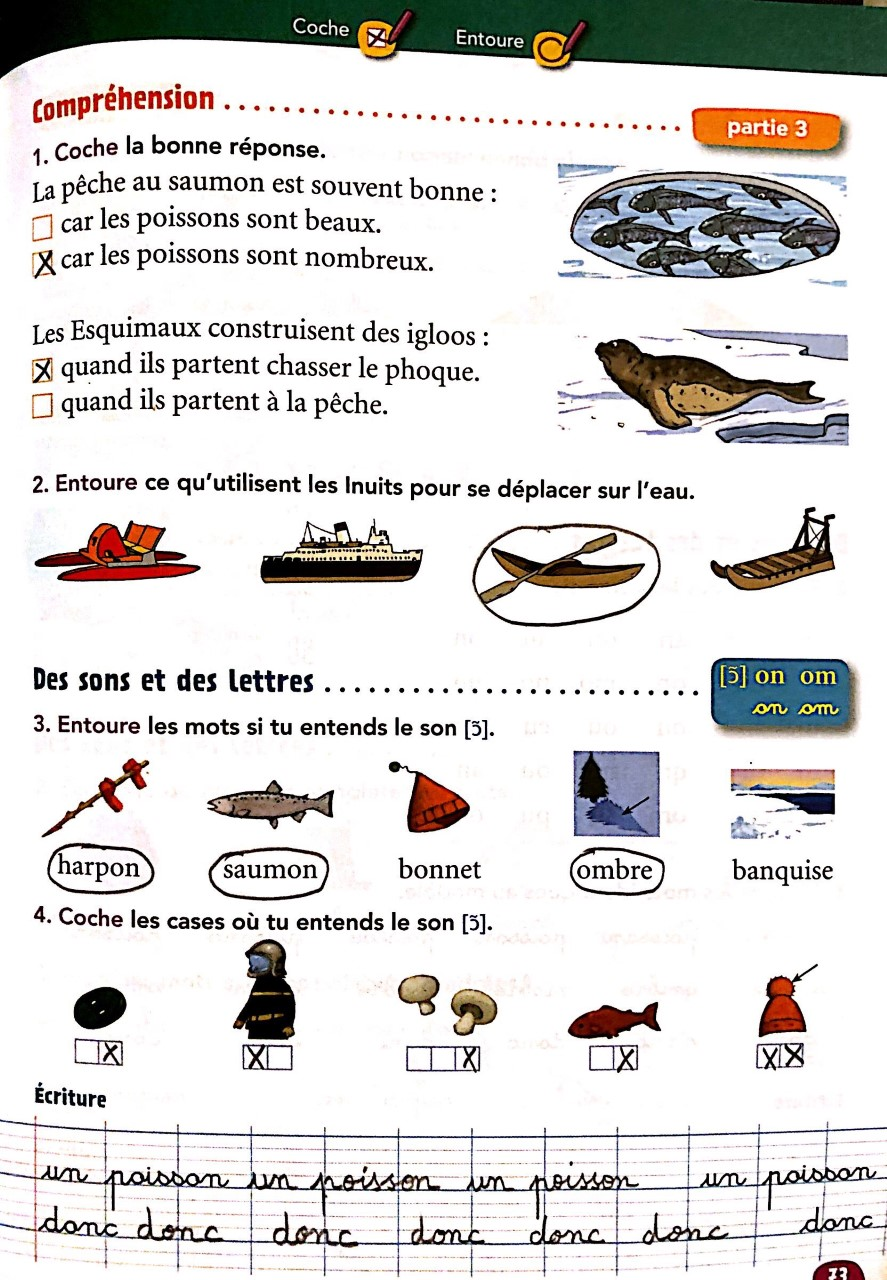 Coche Entoure
Compréhension
partie 3
1. Coche la bonne réponse.
La pêche au saumon est souvent bonne :
car les poissons sont beaux.
X car les poissons sont nombreux.
Les Esquimaux construisent des igloos :
X quand ils partent chasser le phoque.
quand ils partent à la pêche.
2. Entoure ce qu'utilisent les Inuits pour se déplacer sur l'eau.
Des sons et des lettres
[ɔ̃] on om
on om
3. Entoure les mots si tu entends le son [ɔ̃].
harpon saumon bonnet ombre banquise
4. Coche les cases où tu entends le son [ɔ̃].
X X X X X X
Écriture
un poisson un poisson un poisson un poisson
donc donc donc donc donc donc donc